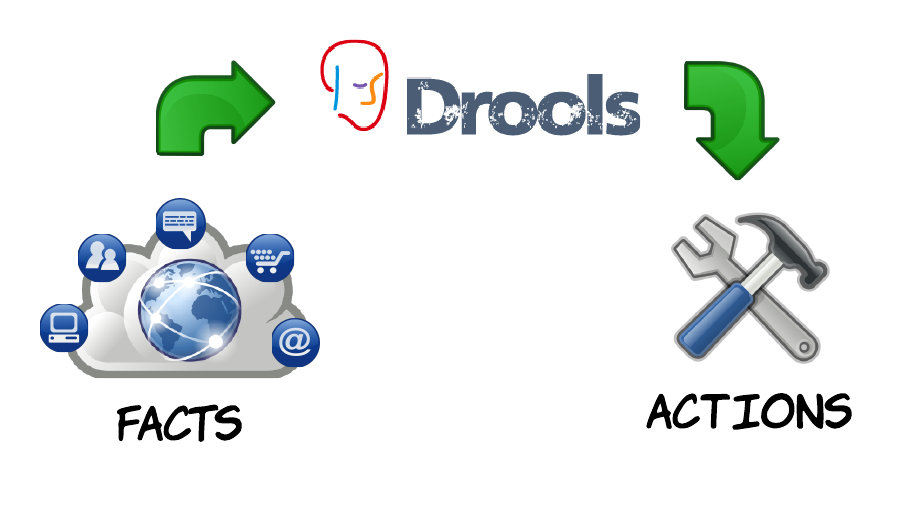 Drools
@
FACTS
ACTIONS